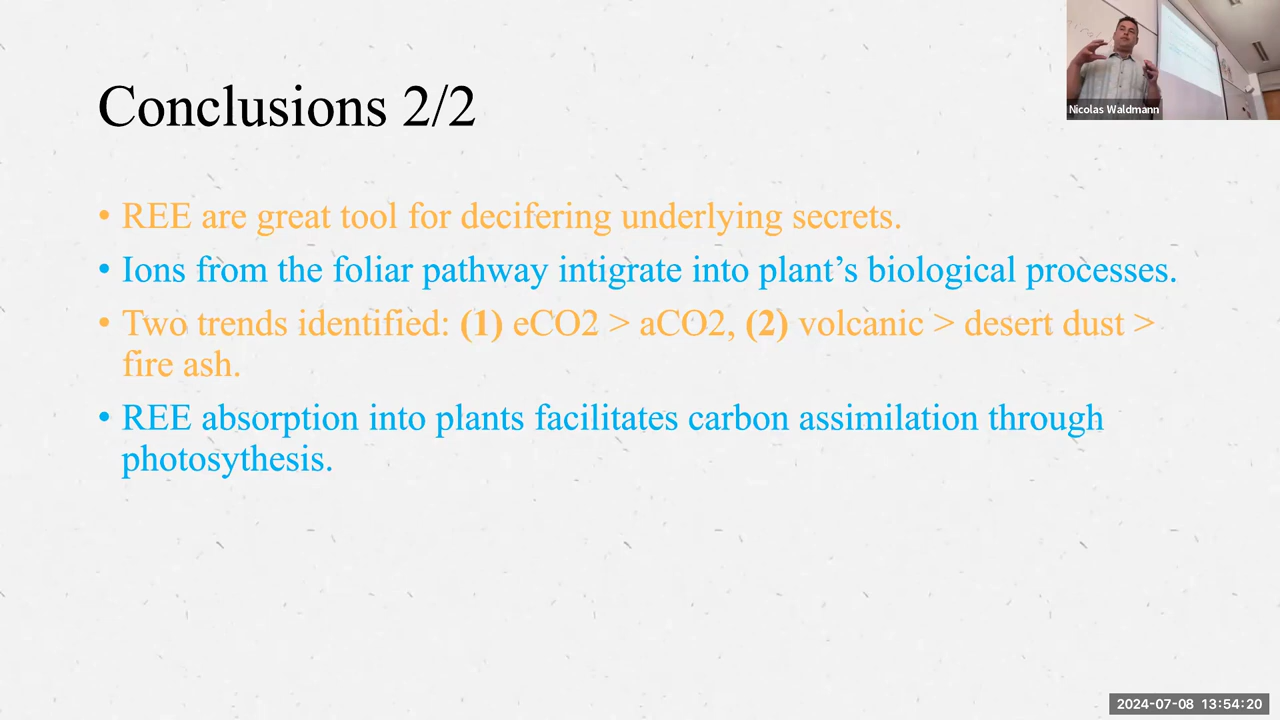 Nicolas Waldmann
Conclusions 2/2
• REE are great tool for decifering underlying secrets.
• Ions from the foliar pathway intigrate into plant’s biological processes.
• Two trends identified: (1) eCO2 > aCO2, (2) volcanic > desert dust >
fire ash.
• REE absorption into plants facilitates carbon assimilation through
photosythesis.
2024-07-08 13:54:20